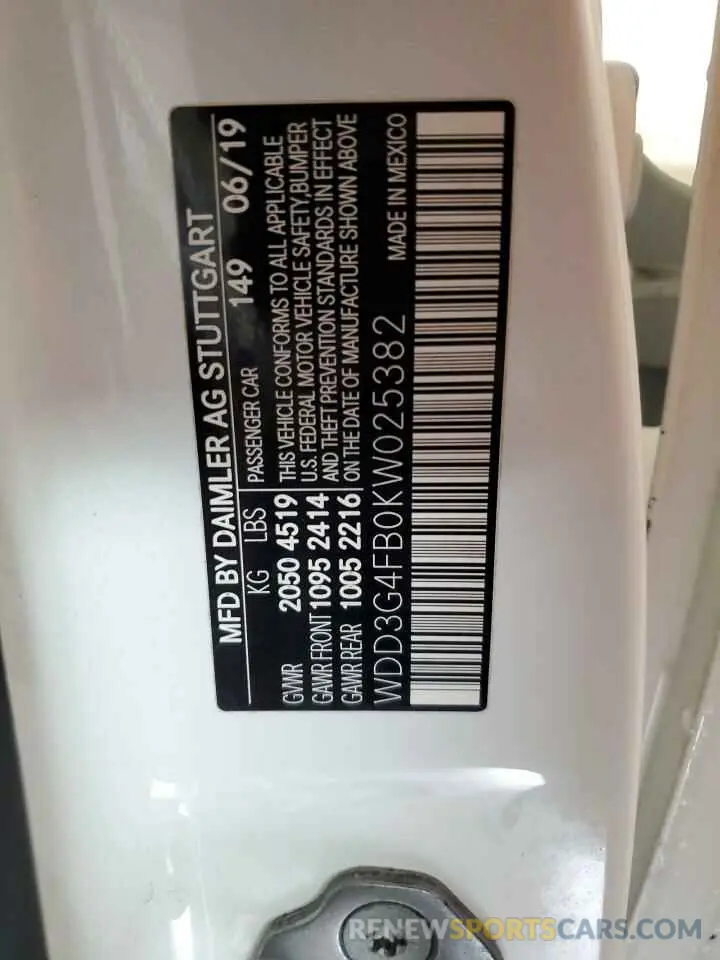 MFD BY DAIMLER AG STUTTGART
KG LBS PASSENGER CAR 149 06/19
GVWR 2050 4519 THIS VEHICLE CONFORMS TO ALL APPLICABLE
GAWR FRONT 1095 2414 U.S. FEDERAL MOTOR VEHICLE SAFETY,BUMPER
AND THEFT PREVENTION STANDARDS IN EFFECT
GAWR REAR 1005 2216 ON THE DATE OF MANUFACTURE SHOWN ABOVE
WDD3G4FB0KW025382 MADE IN MEXICO
RENEWSPORTSCARS.COM